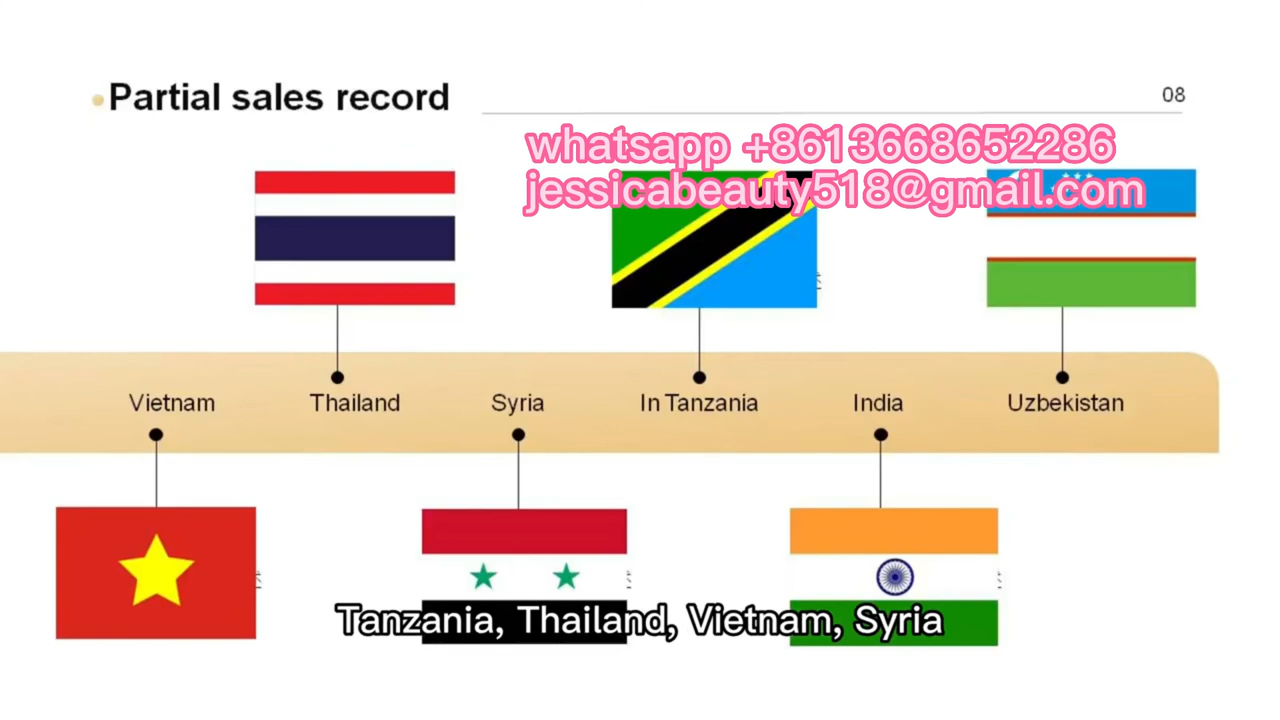 Partial sales record
08
whatsapp +8613668652286
jessicabeauty518@gmail.com
Vietnam
Thailand
Syria
In Tanzania
India
Uzbekistan
Tanzania, Thailand, Vietnam, Syria